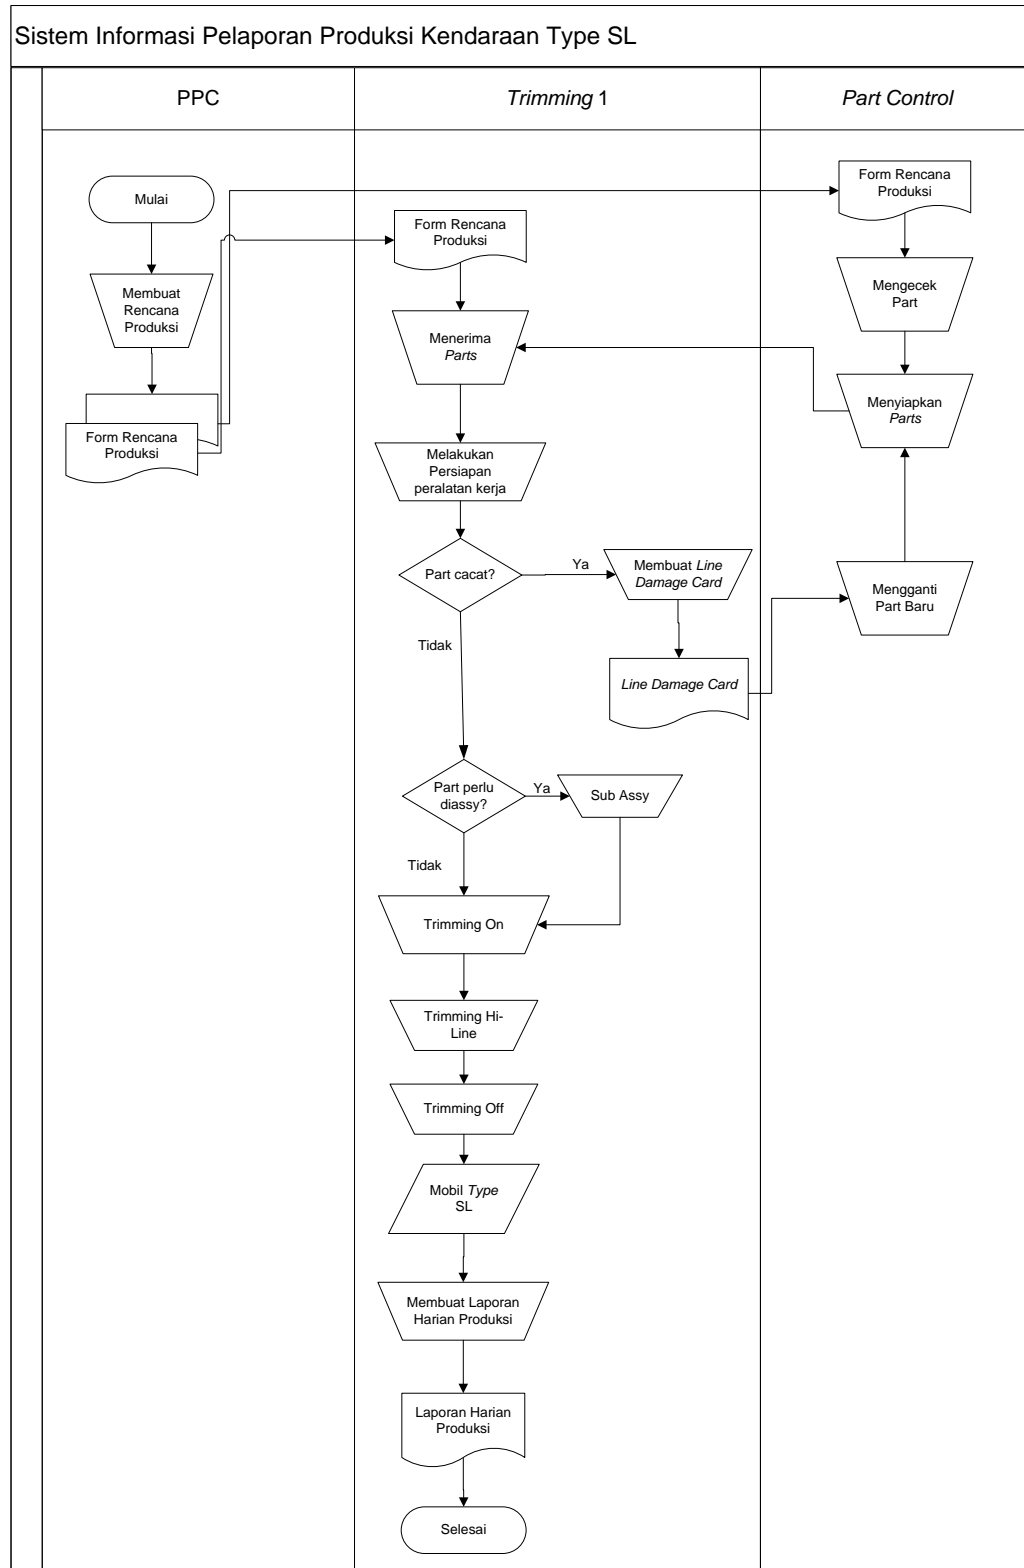 Sistem Informasi Pelaporan Produksi Kendaraan Type SL
PPC
Trimming 1
Part Control
Mulai
Membuat
Rencana
Produksi
Form Rencana
Produksi
Form Rencana
Produksi
Menerima
Parts
Melakukan
Persiapan
peralatan kerja
Part cacat?
Ya
Membuat Line
Damage Card
Line Damage Card
Tidak
Part perlu
diassy?
Ya
Sub Assy
Tidak
Trimming On
Trimming Hi-
Line
Trimming Off
Mobil Type
SL
Membuat Laporan
Harian Produksi
Laporan Harian
Produksi
Selesai
Form Rencana
Produksi
Mengecek
Part
Menyiapkan
Parts
Mengganti
Part Baru